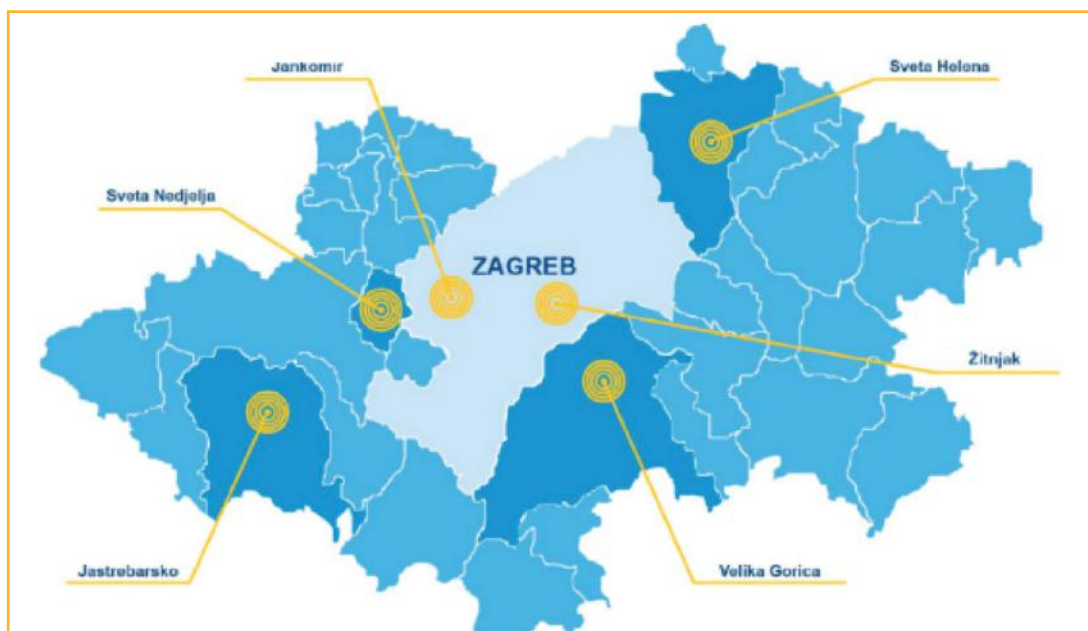 Jankomir
Sveta Helena
Sveta Nedjelja
ZAGREB
Žitnjak
Jastrebarsko
Velika Gorica